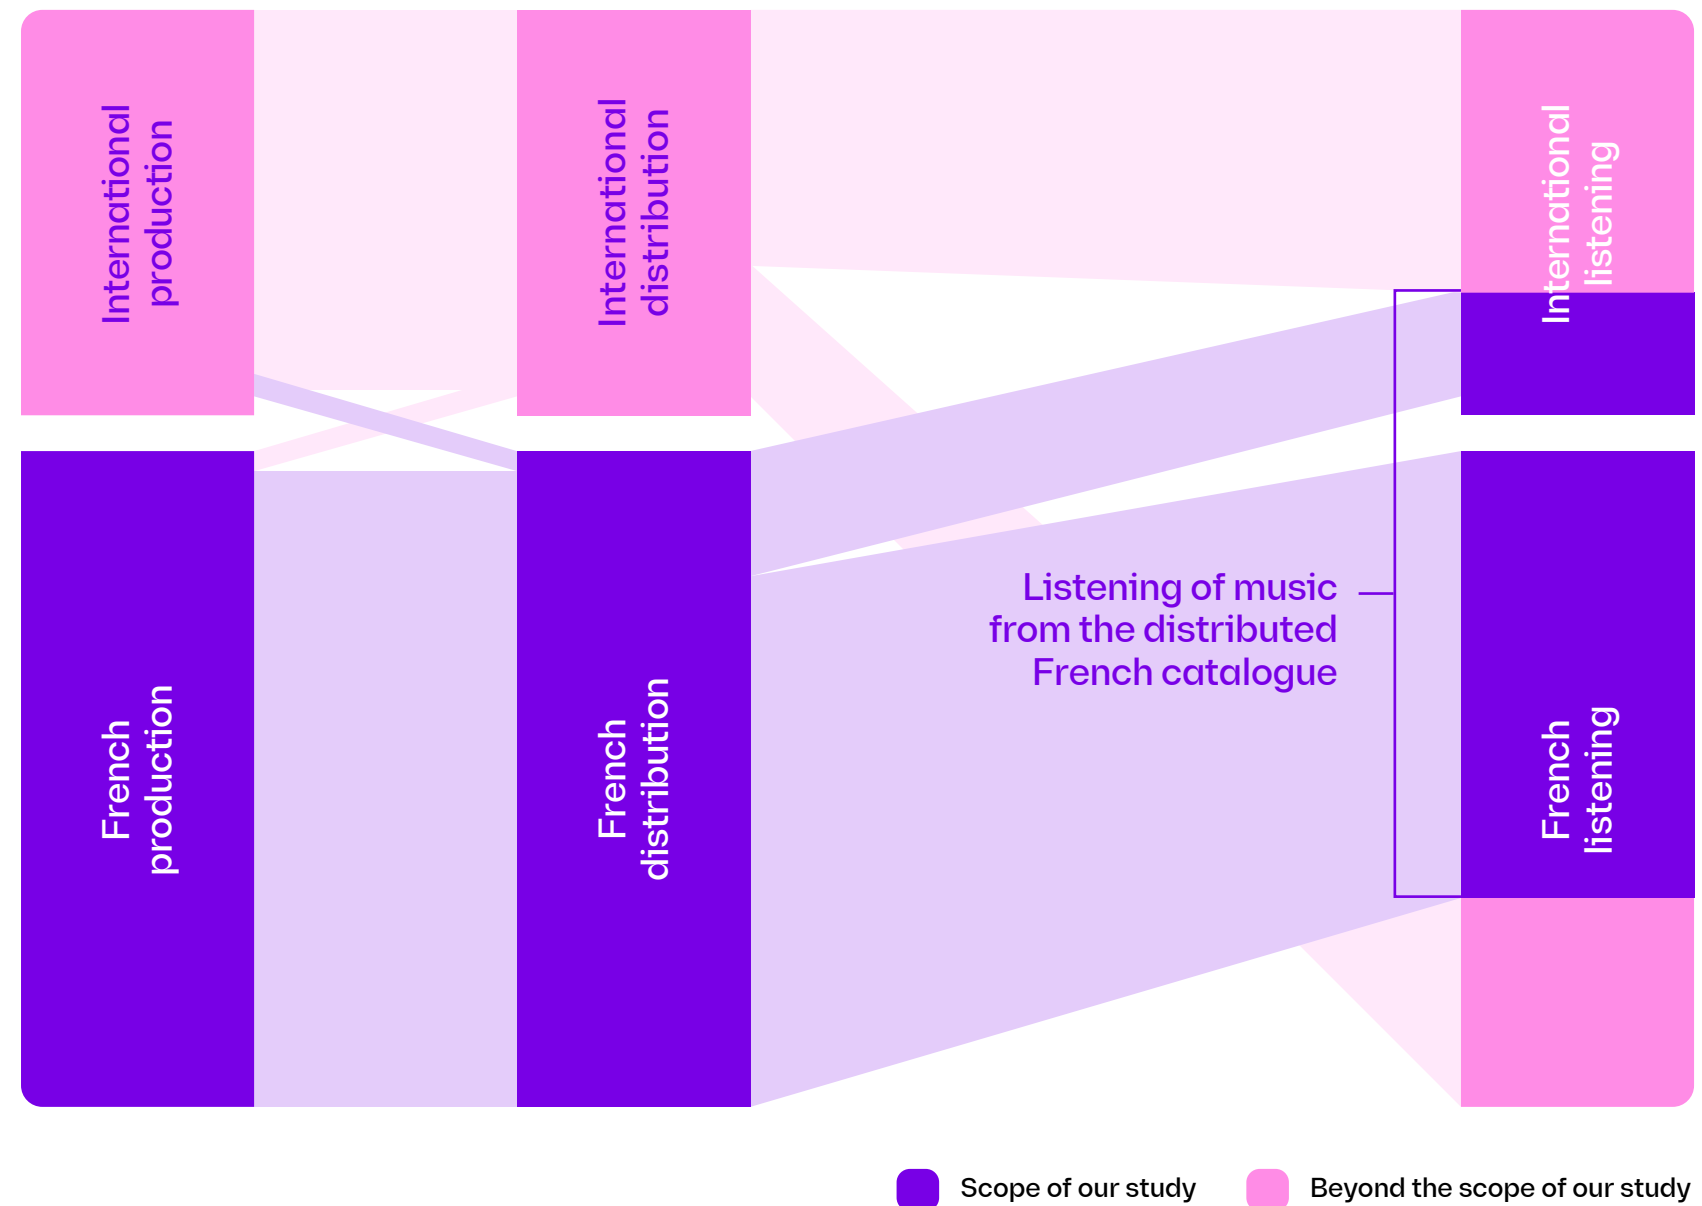 International
production
International
distribution
International
listening
French
production
French
distribution
Listening of music
from the distributed
French catalogue
French
listening
Scope of our study
Beyond the scope of our study